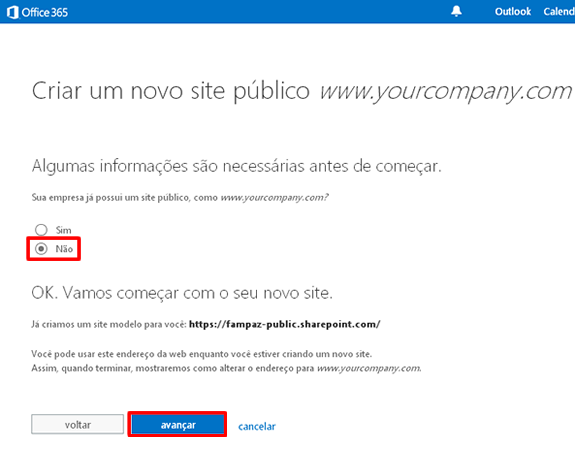 Office 365
Outlook Calend
Criar um novo site público www.yourcompany.com
Algumas informações são necessárias antes de começar.
Sua empresa já possui um site público, como www.yourcompany.com?
Sim
Não
OK. Vamos começar com o seu novo site.
Já criamos um site modelo para você: https://fampaz-public.sharepoint.com/
Você pode usar este endereço da web enquanto você estiver criando um novo site.
Assim, quando terminar, mostraremos como alterar o endereço para www.yourcompany.com.
voltar avançar cancelar